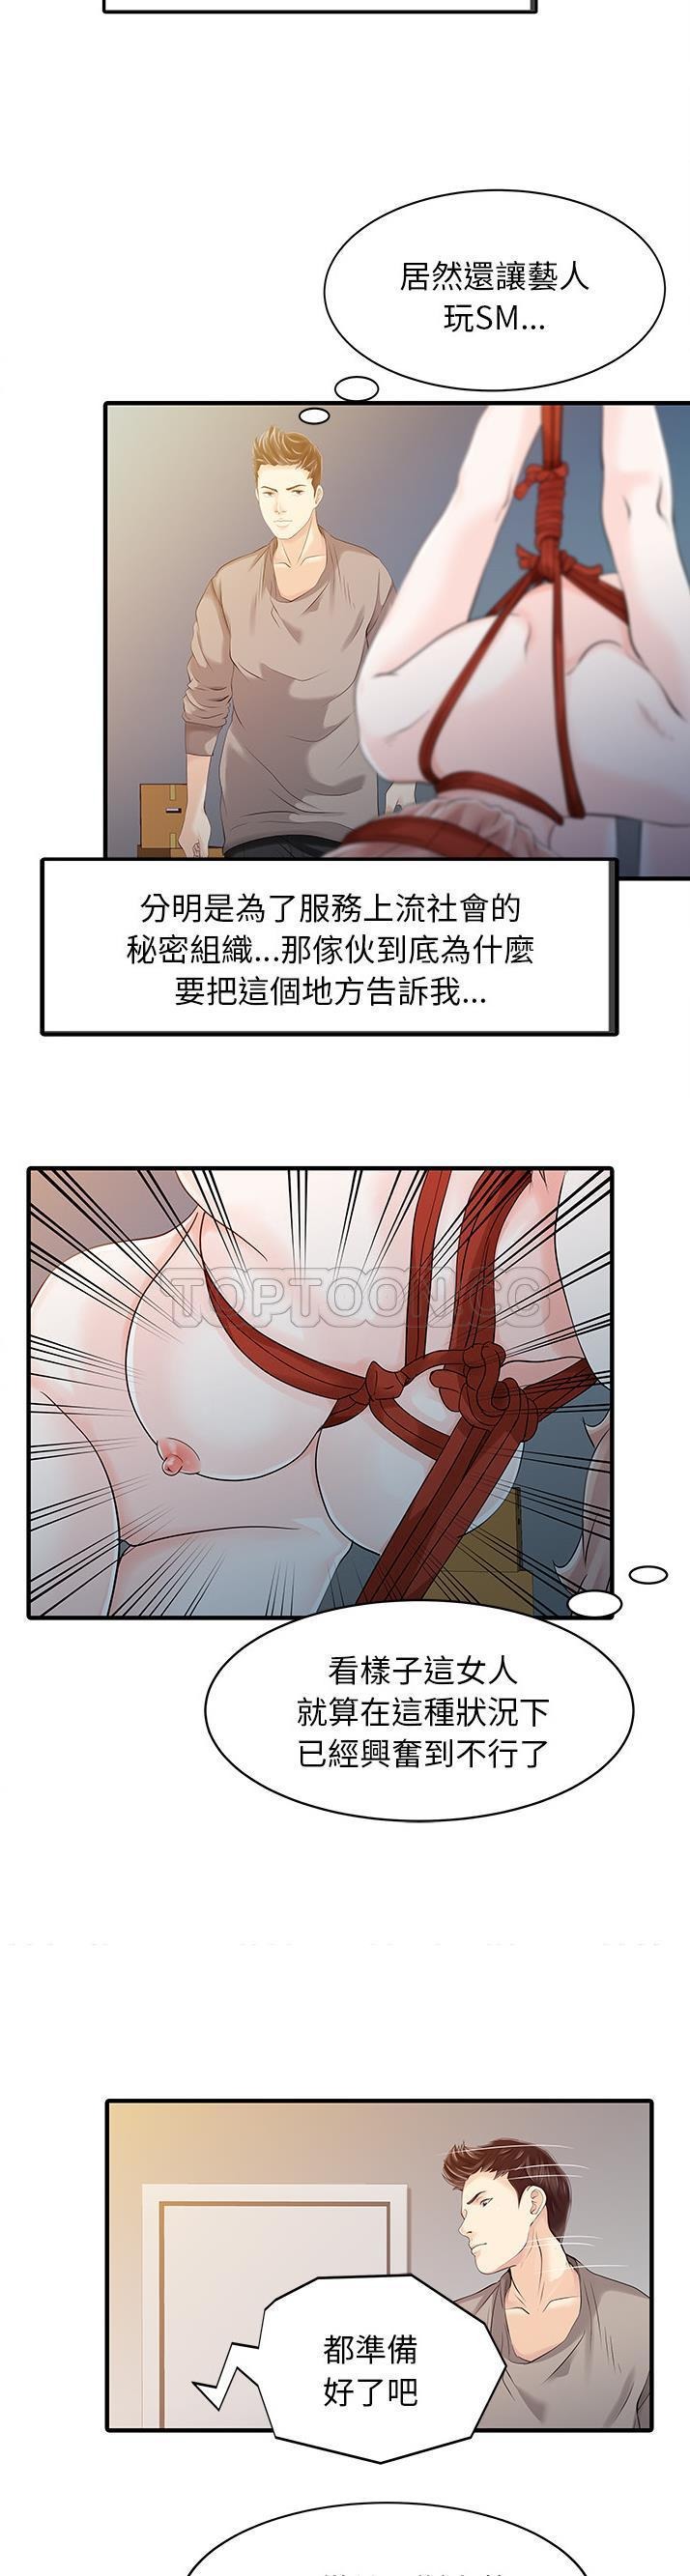 居然還讓藝人
玩SM...
分明是為了服務上流社會的
秘密組織...那傢伙到底為什麼
要把這個地方告訴我...
TOPTOON.CC
看樣子這女人
就算在這種狀況下
已經興奮到不行了
都準備
好了吧